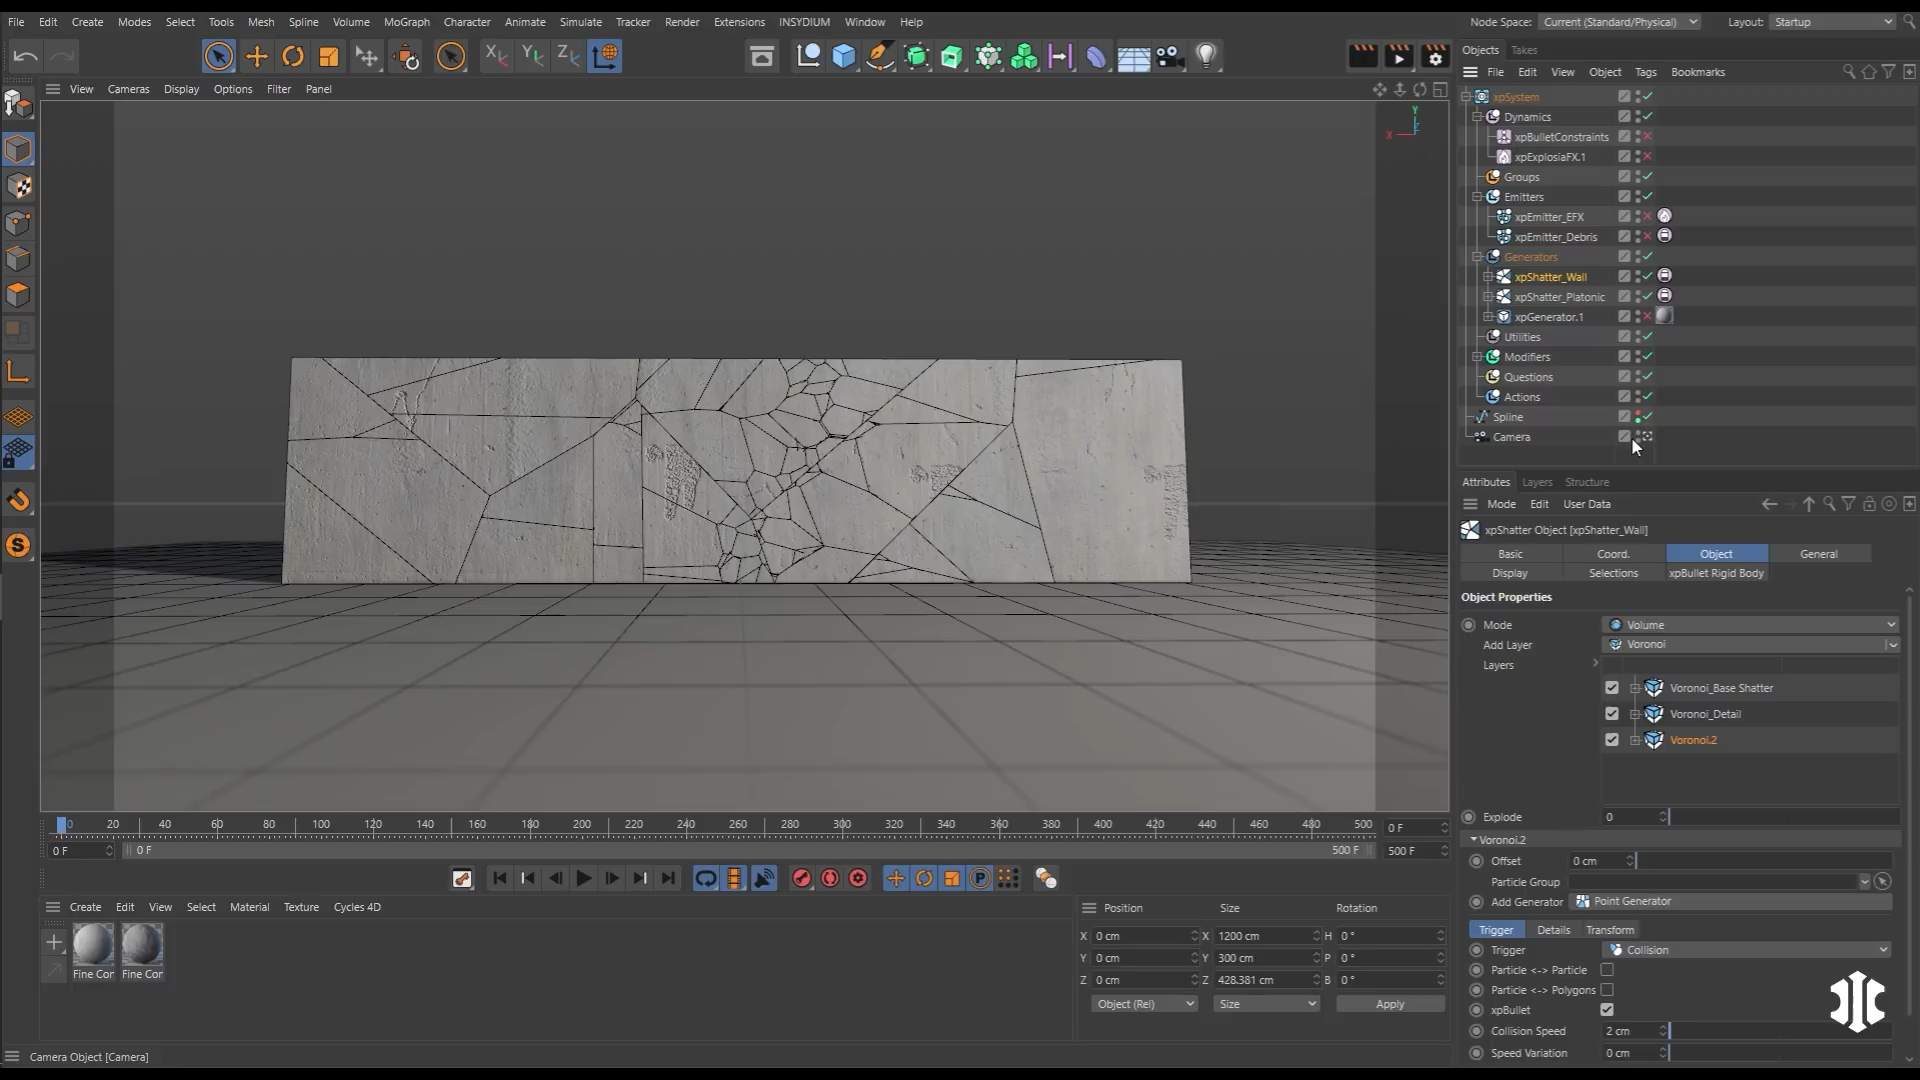 File Edit Create Modes Select Tools Mesh Spline Volume MoGraph Character Animate Simulate Tracker Render Extensions INSYDIUM Window Help
Node Space: Current (Standard/Physical) Layout: Startup
X Y Z
Objects Takes
File Edit View Object Tags Bookmarks
View Cameras Display Options Filter Panel
Y
X Z
xpSystem
Dynamics
xpBulletConstraints
xpExplosiaFX.1
Groups
Emitters
xpEmitter_EFX
xpEmitter_Debris
Generators
xpShatter_Wall
xpShatter_Platonic
xpGenerator.1
Utilities
Modifiers
Questions
Actions
Spline
Camera
Attributes Layers Structure
Mode Edit User Data
xpShatter Object [xpShatter_Wall]
Basic Coord. Object General
Display Selections xpBullet Rigid Body
Object Properties
Mode Volume
Add Layer Voronoi
Layers
Voronoi_Base Shatter
Voronoi_Detail
Voronoi.2
Explode 0
Voronoi.2
Offset 0 cm
Particle Group
Add Generator Point Generator
Trigger Details Transform
Trigger Collision
Particle <-> Particle
Particle <-> Polygons
xpBullet
Collision Speed 2 cm
Speed Variation 0 cm
0 20 40 60 80 100 120 140 160 180 200 220 240 260 280 300 320 340 360 380 400 420 440 460 480 500 0 F
0 F 0 F 500 F 500 F
P
Create Edit View Select Material Texture Cycles 4D
Fine Cor Fine Cor
Position Size Rotation
X 0 cm X 1200 cm H 0 °
Y 0 cm Y 300 cm P 0 °
Z 0 cm Z 428.381 cm B 0 °
Object (Rel) Size Apply
Camera Object [Camera]